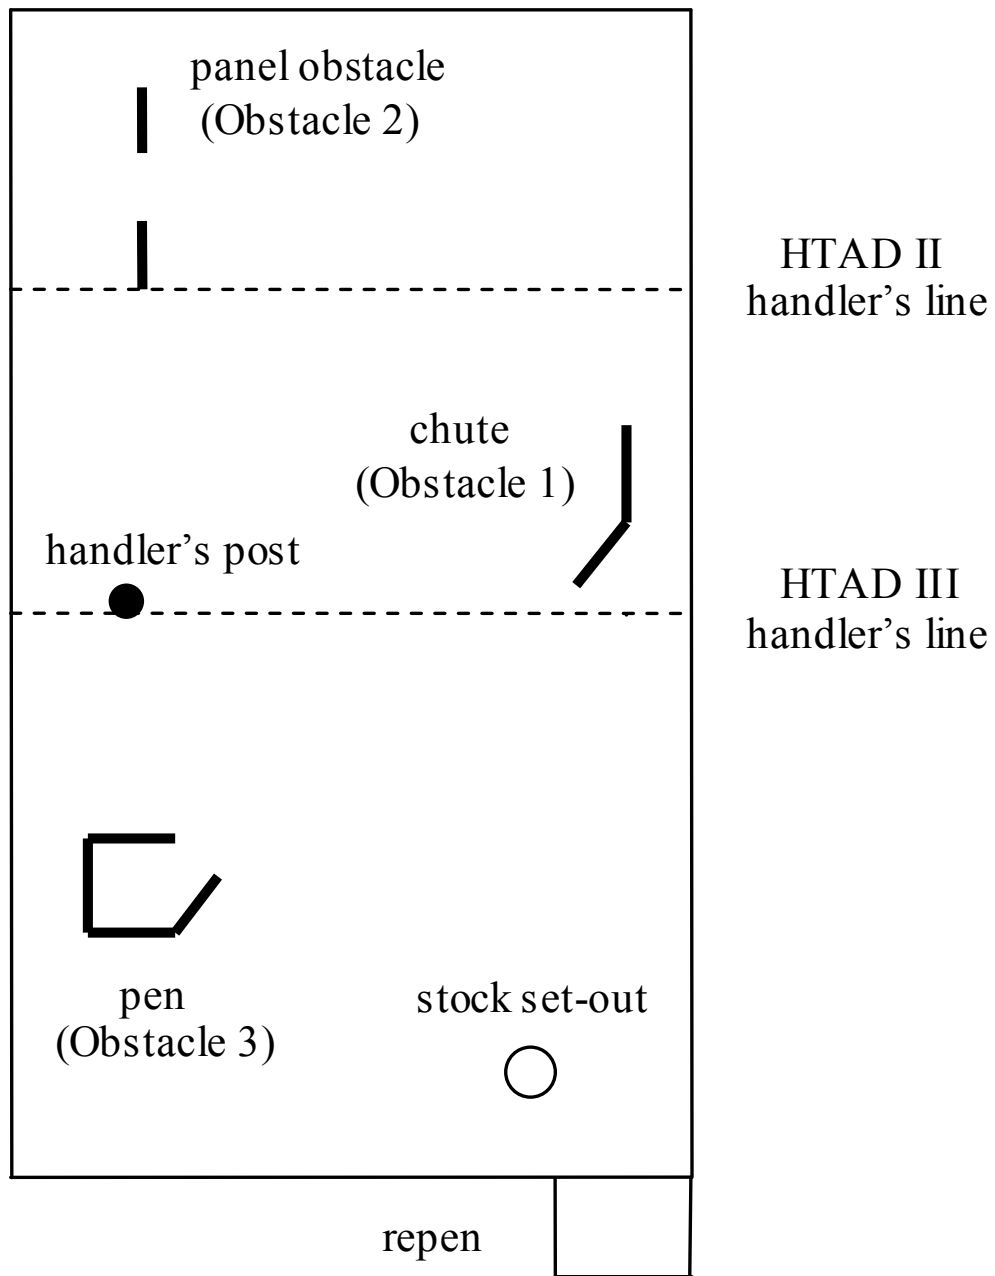 panel obstacle
(Obstacle 2)
HTAD II
handler's line
chute
(Obstacle 1)
handler's post
HTAD III
handler's line
pen
(Obstacle 3)
stock set-out
repen